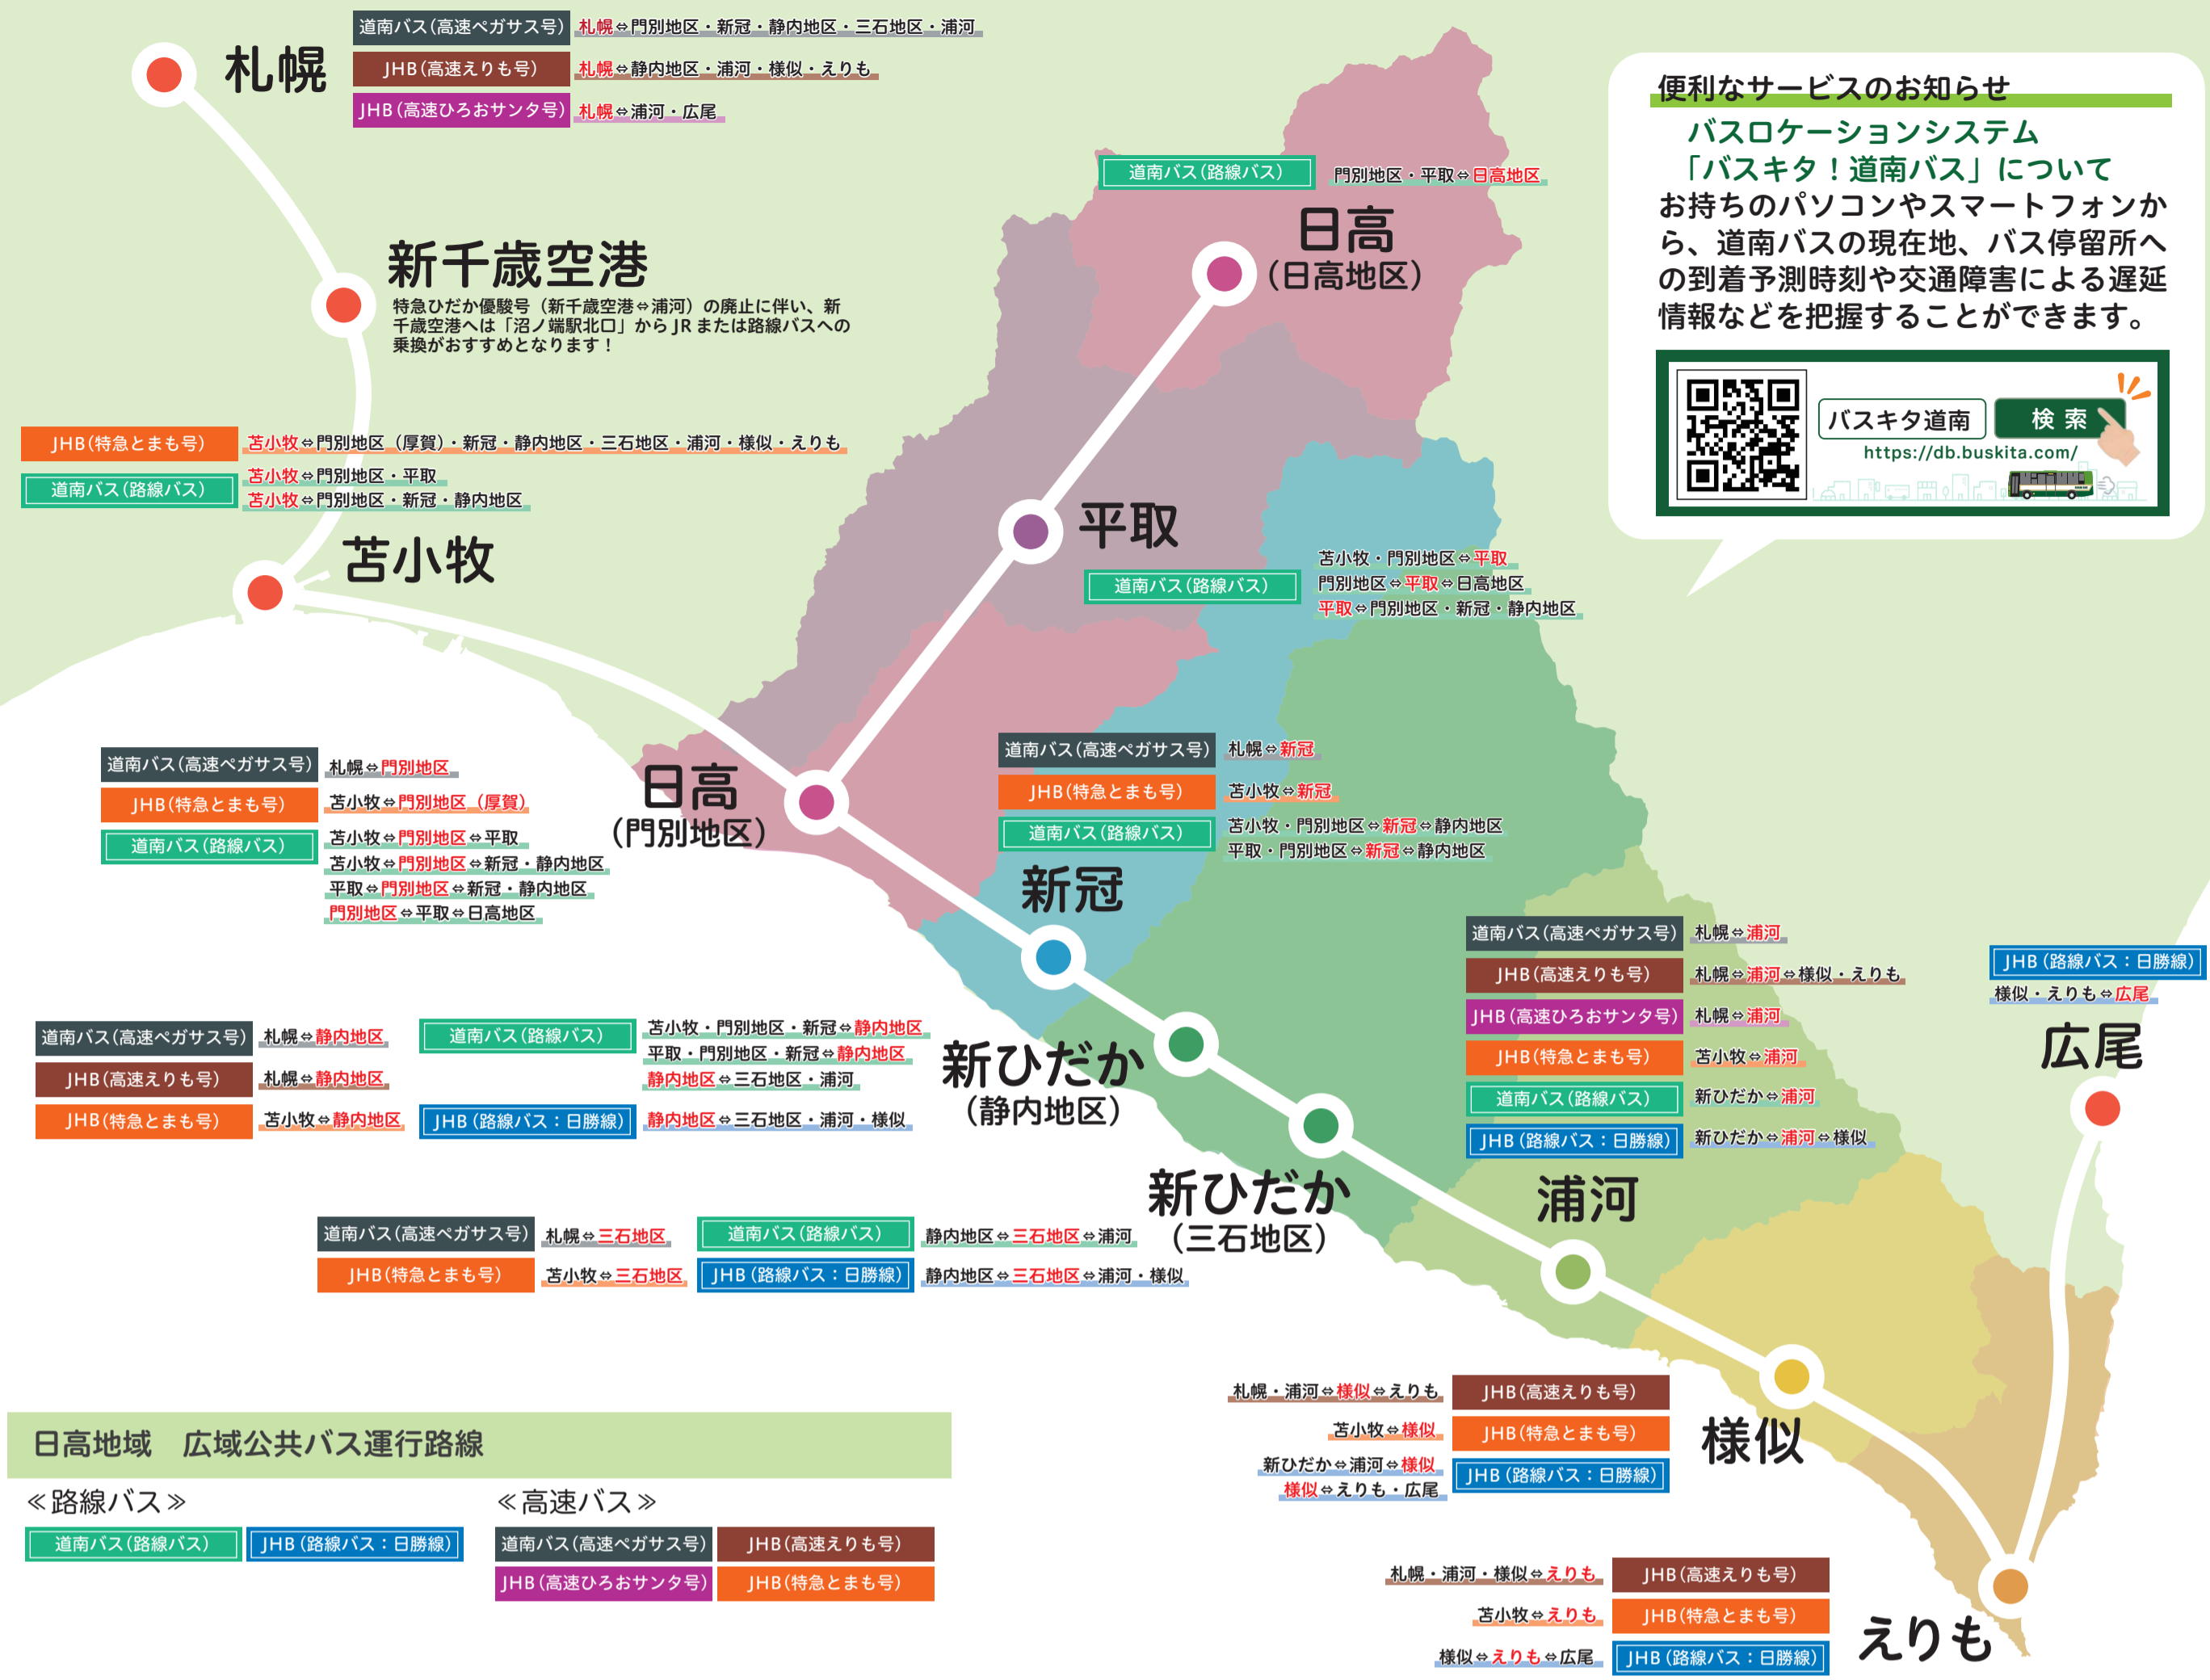 札幌
道南バス（高速ペガサス号）
札幌⇔門別地区・新冠・静内地区・三石地区・浦河
JHB（高速えりも号）
札幌⇔静内地区・浦河・様似・えりも
JHB（高速ひろおサンタ号）
札幌⇔浦河・広尾
新千歳空港
特急ひだか優駿号（新千歳空港⇔浦河）の廃止に伴い、新
千歳空港へは「沼ノ端駅北口」からJRまたは路線バスへの
乗換がおすすめとなります！
JHB（特急とまも号）
苫小牧⇔門別地区（厚賀）・新冠・静内地区・三石地区・浦河・様似・えりも
道南バス（路線バス）
苫小牧⇔門別地区・平取
苫小牧⇔門別地区・新冠・静内地区
苫小牧
道南バス（路線バス）
門別地区・平取⇔日高地区
日高
（日高地区）
便利なサービスのお知らせ
バスロケーションシステム
「バスキタ！道南バス」について
お持ちのパソコンやスマートフォンか
ら、道南バスの現在地、バス停留所へ
の到着予測時刻や交通障害による遅延
情報などを把握することができます。
バスキタ道南
検索
https://db.buskita.com/
平取
道南バス（路線バス）
苫小牧・門別地区⇔平取
門別地区⇔平取⇔日高地区
平取⇔門別地区・新冠・静内地区
道南バス（高速ペガサス号）
札幌⇔門別地区
JHB（特急とまも号）
苫小牧⇔門別地区（厚賀）
道南バス（路線バス）
苫小牧⇔門別地区⇔平取
苫小牧⇔門別地区⇔新冠・静内地区
平取⇔門別地区⇔新冠・静内地区
門別地区⇔平取⇔日高地区
日高
（門別地区）
道南バス（高速ペガサス号）
札幌⇔新冠
JHB（特急とまも号）
苫小牧⇔新冠
道南バス（路線バス）
苫小牧・門別地区⇔新冠⇔静内地区
平取・門別地区⇔新冠⇔静内地区
新冠
道南バス（高速ペガサス号）
札幌⇔静内地区
JHB（高速えりも号）
札幌⇔静内地区
JHB（特急とまも号）
苫小牧⇔静内地区
道南バス（路線バス）
苫小牧・門別地区・新冠⇔静内地区
平取・門別地区・新冠⇔静内地区
静内地区⇔三石地区・浦河
JHB（路線バス：日勝線）
静内地区⇔三石地区・浦河・様似
新ひだか
（静内地区）
道南バス（高速ペガサス号）
札幌⇔三石地区
JHB（特急とまも号）
苫小牧⇔三石地区
道南バス（路線バス）
静内地区⇔三石地区⇔浦河
JHB（路線バス：日勝線）
静内地区⇔三石地区⇔浦河・様似
新ひだか
（三石地区）
道南バス（高速ペガサス号）
札幌⇔浦河
JHB（高速えりも号）
札幌⇔浦河⇔様似・えりも
JHB（高速ひろおサンタ号）
札幌⇔浦河
JHB（特急とまも号）
苫小牧⇔浦河
道南バス（路線バス）
新ひだか⇔浦河
JHB（路線バス：日勝線）
新ひだか⇔浦河⇔様似
浦河
JHB（路線バス：日勝線）
様似・えりも⇔広尾
広尾
札幌・浦河⇔様似⇔えりも
JHB（高速えりも号）
苫小牧⇔様似
JHB（特急とまも号）
新ひだか⇔浦河⇔様似
様似⇔えりも・広尾
JHB（路線バス：日勝線）
様似
札幌・浦河・様似⇔えりも
JHB（高速えりも号）
苫小牧⇔えりも
JHB（特急とまも号）
様似⇔えりも⇔広尾
JHB（路線バス：日勝線）
えりも
日高地域　広域公共バス運行路線
≪路線バス≫
道南バス（路線バス）
JHB（路線バス：日勝線）
≪高速バス≫
道南バス（高速ペガサス号）
JHB（高速えりも号）
JHB（高速ひろおサンタ号）
JHB（特急とまも号）